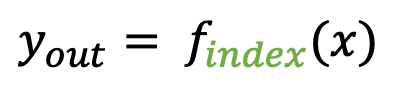 y_out = f_index(x)